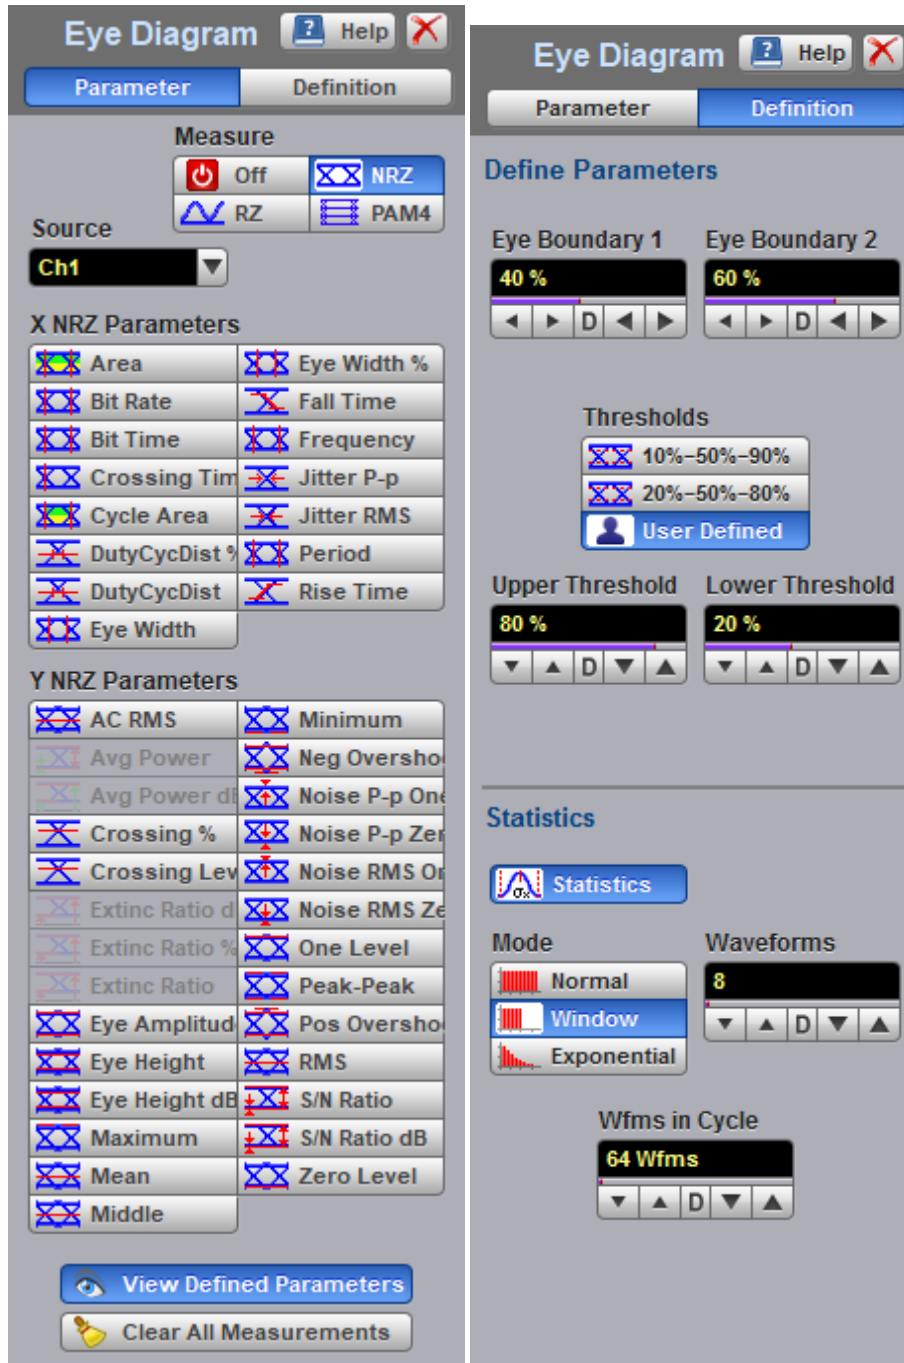 Eye Diagram
Help
Parameter
Definition
Measure
Off
NRZ
RZ
PAM4
Source
Ch1
X NRZ Parameters
Area
Eye Width %
Bit Rate
Fall Time
Bit Time
Frequency
Crossing Tim
Jitter P-p
Cycle Area
Jitter RMS
DutyCycDist %
Period
DutyCycDist
Rise Time
Eye Width
Y NRZ Parameters
AC RMS
Minimum
Avg Power
Neg Oversho
Avg Power dB
Noise P-p One
Crossing %
Noise P-p Zer
Crossing Lev
Noise RMS On
Extinc Ratio d
Noise RMS Ze
Extinc Ratio %
One Level
Extinc Ratio
Peak-Peak
Eye Amplitud
Pos Oversho
Eye Height
RMS
Eye Height dB
S/N Ratio
Maximum
S/N Ratio dB
Mean
Zero Level
Middle
View Defined Parameters
Clear All Measurements
Eye Diagram
Help
Parameter
Definition
Define Parameters
Eye Boundary 1
Eye Boundary 2
40 %
60 %
D
D
Thresholds
10%-50%-90%
20%-50%-80%
User Defined
Upper Threshold
Lower Threshold
80 %
20 %
D
D
Statistics
Statistics
Mode
Waveforms
Normal
8
Window
D
Exponential
Wfms in Cycle
64 Wfms
D